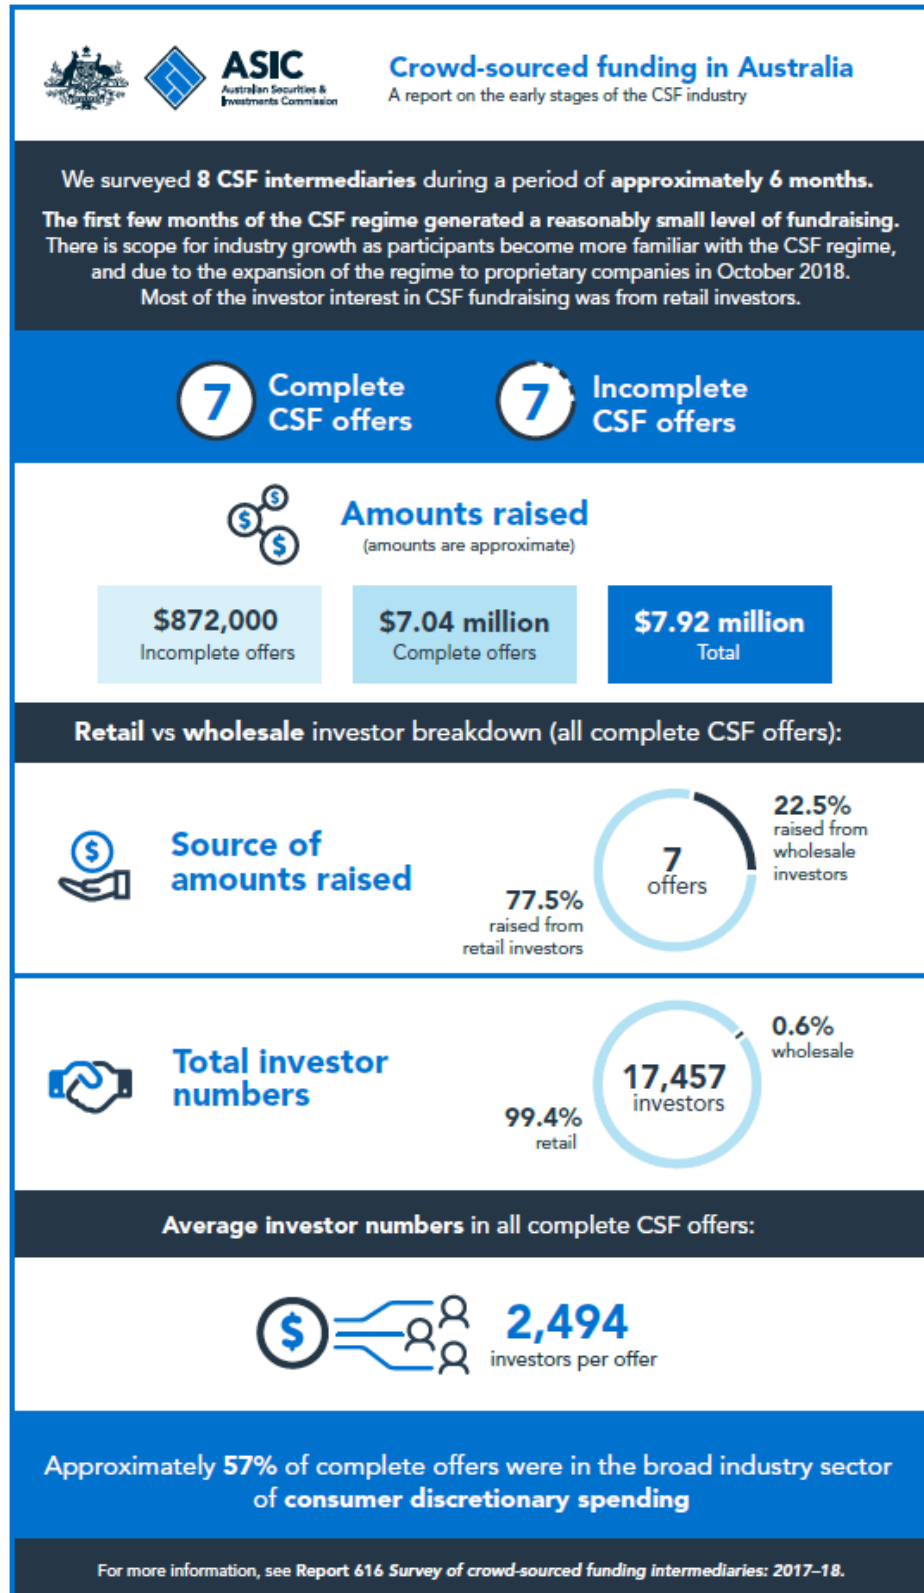 ASIC
Australian Securities &
Investments Commission
Crowd-sourced funding in Australia
A report on the early stages of the CSF industry
We surveyed 8 CSF intermediaries during a period of approximately 6 months.
The first few months of the CSF regime generated a reasonably small level of fundraising.
There is scope for industry growth as participants become more familiar with the CSF regime,
and due to the expansion of the regime to proprietary companies in October 2018.
Most of the investor interest in CSF fundraising was from retail investors.
7
Complete
CSF offers
7
Incomplete
CSF offers
$
$
$
Amounts raised
(amounts are approximate)
$872,000
Incomplete offers
$7.04 million
Complete offers
$7.92 million
Total
Retail vs wholesale investor breakdown (all complete CSF offers):
$
Source of
amounts raised
7
offers
22.5%
raised from
wholesale
investors
77.5%
raised from
retail investors
Total investor
numbers
17,457
investors
0.6%
wholesale
99.4%
retail
Average investor numbers in all complete CSF offers:
$
2,494
investors per offer
Approximately 57% of complete offers were in the broad industry sector
of consumer discretionary spending
For more information, see Report 616 Survey of crowd-sourced funding intermediaries: 2017–18.